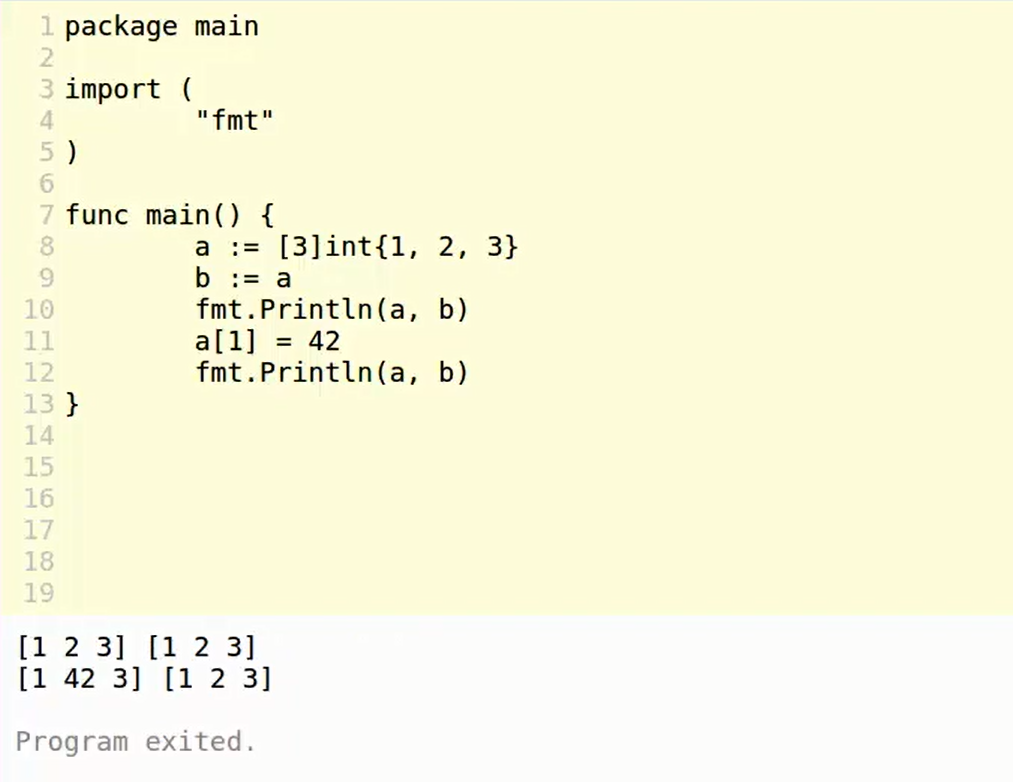 1 package main
2
3 import (
4         "fmt"
5 )
6
7 func main() {
8         a := [3]int{1, 2, 3}
9         b := a
10         fmt.Println(a, b)
11         a[1] = 42
12         fmt.Println(a, b)
13 }
14
15
16
17
18
19
[1 2 3] [1 2 3]
[1 42 3] [1 2 3]
Program exited.